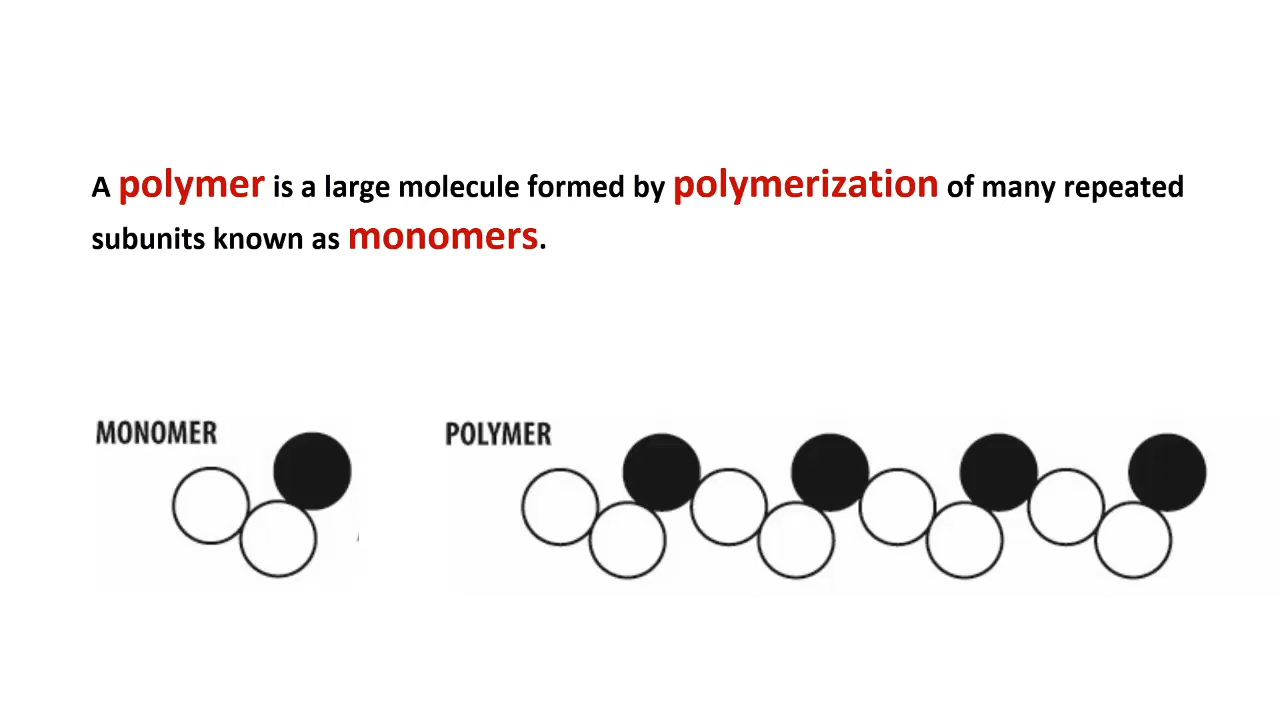 A polymer is a large molecule formed by polymerization of many repeated
subunits known as monomers.
MONOMER
POLYMER